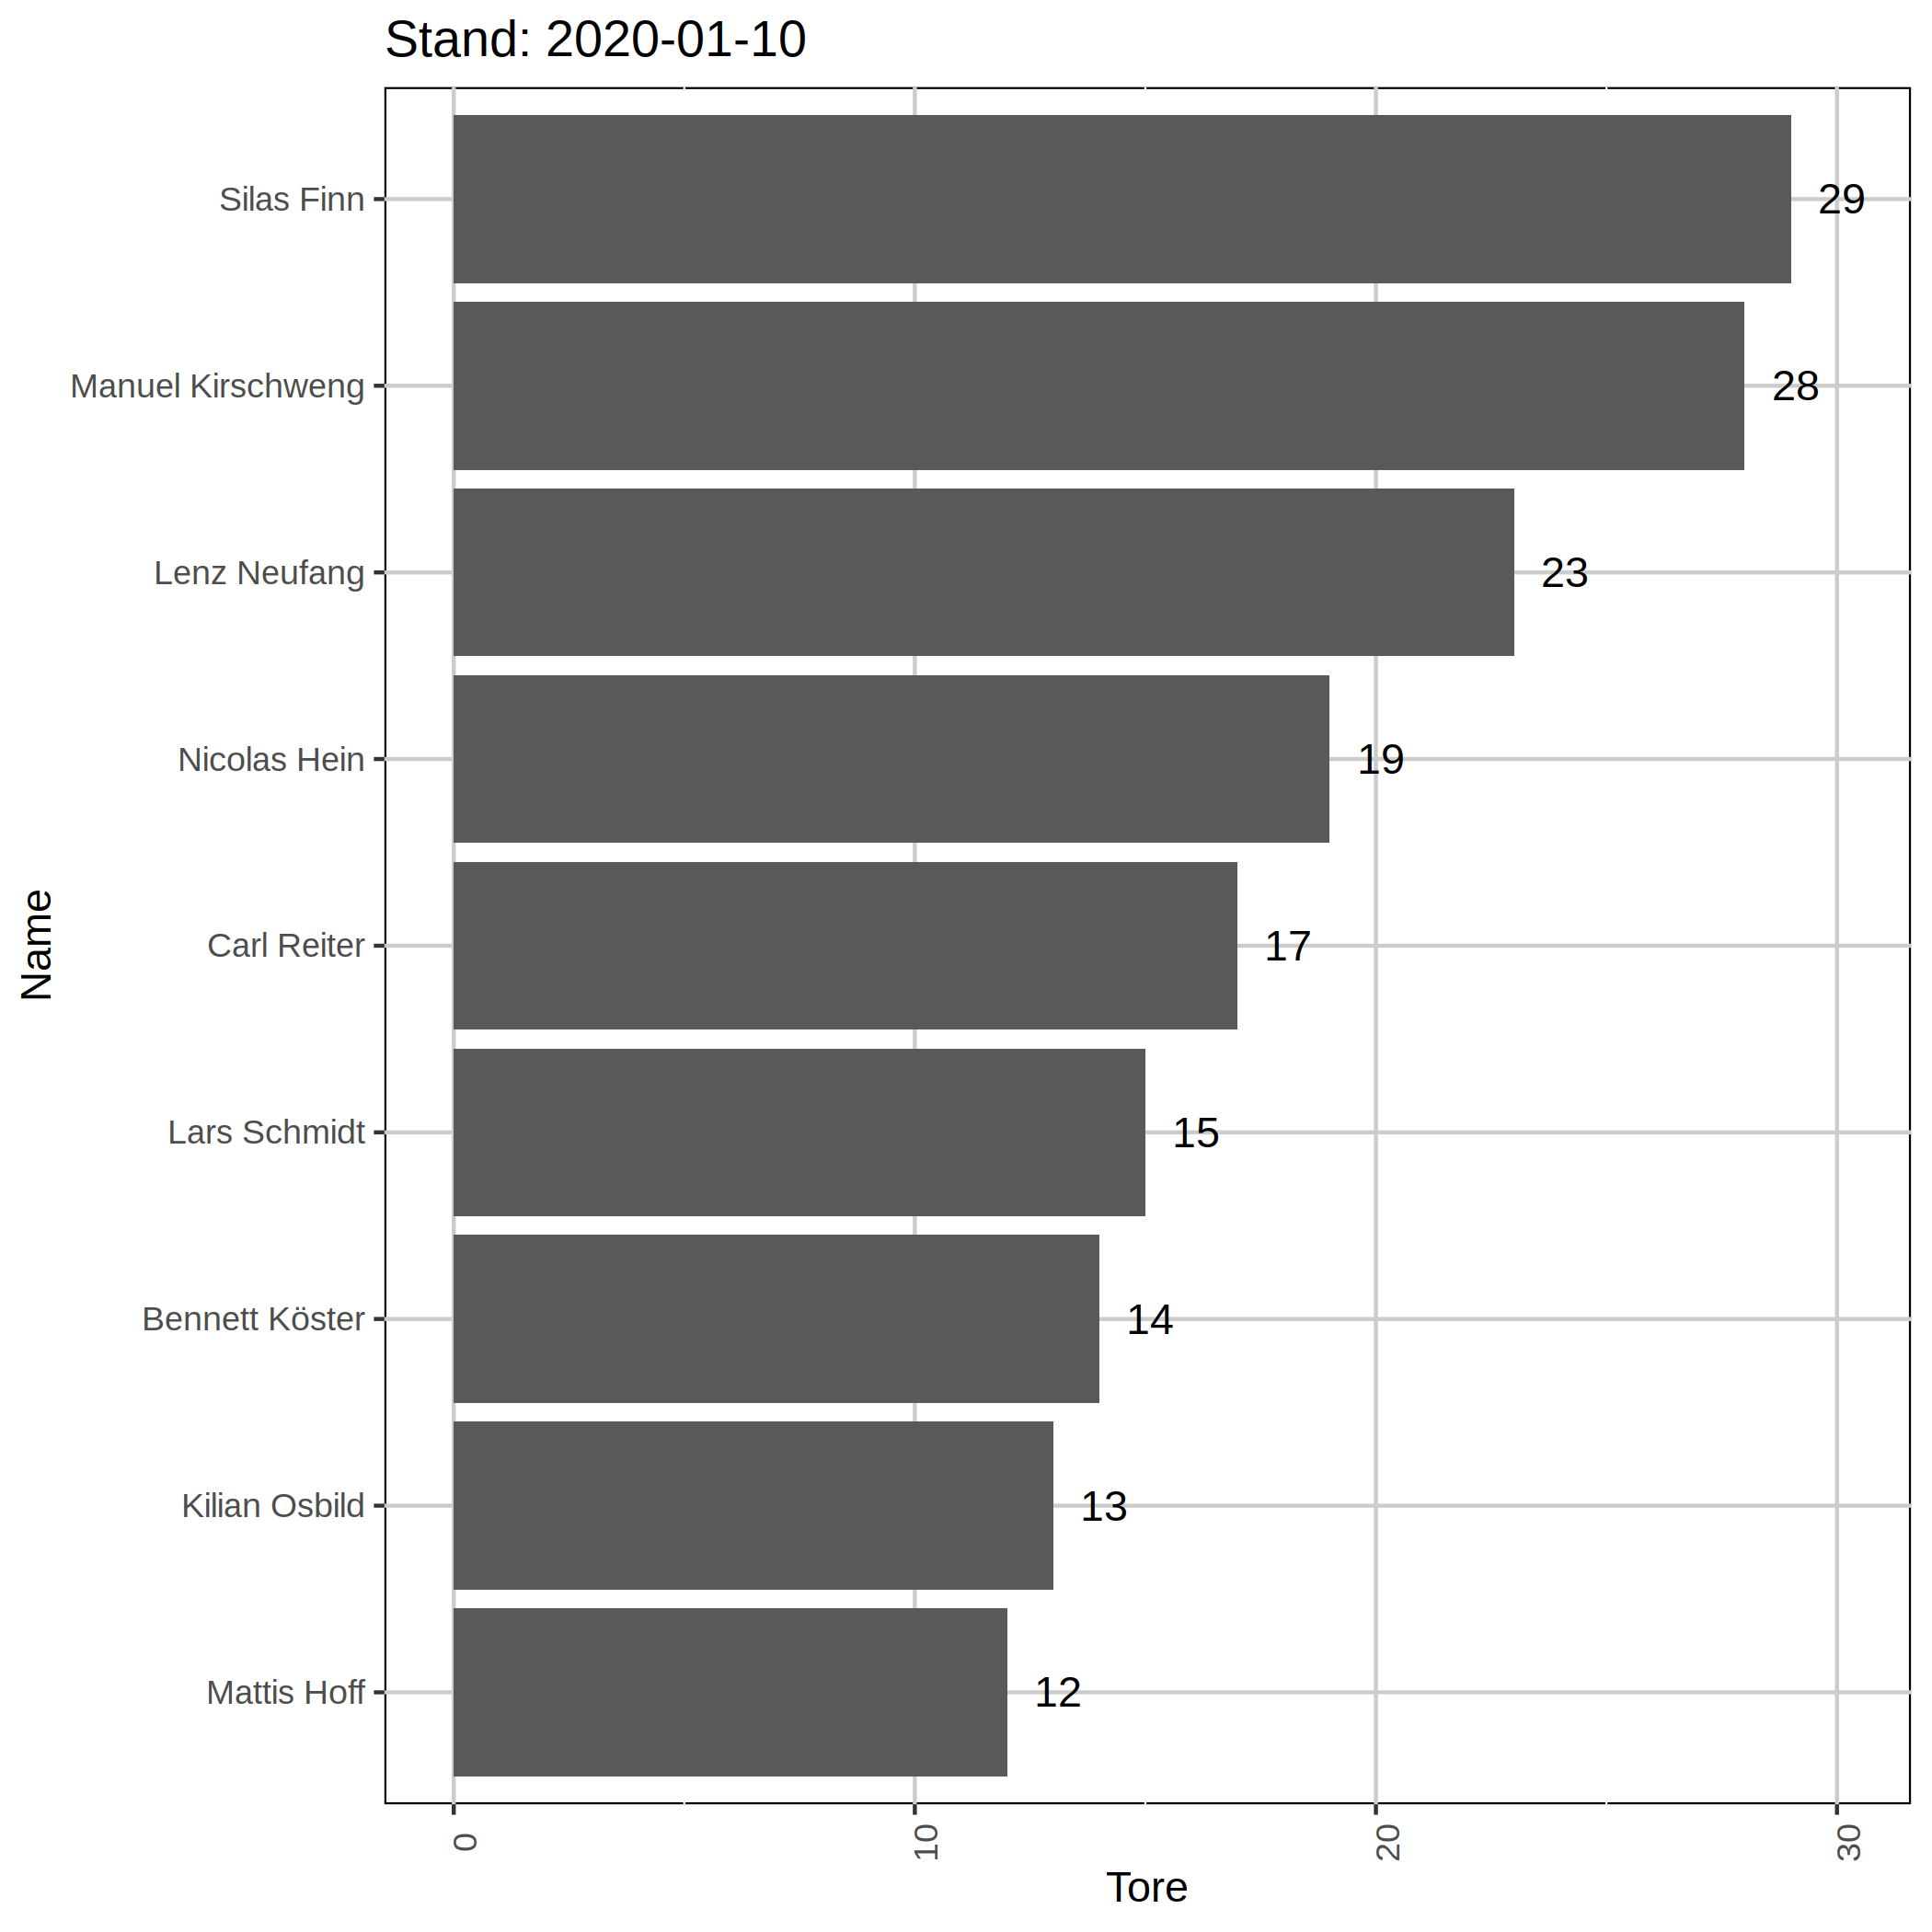 Stand: 2020-01-10
Silas Finn 29
Manuel Kirschweng 28
Lenz Neufang 23
Nicolas Hein 19
Carl Reiter 17
Lars Schmidt 15
Bennett Köster 14
Kilian Osbild 13
Mattis Hoff 12
Name
0 10 20 30
Tore